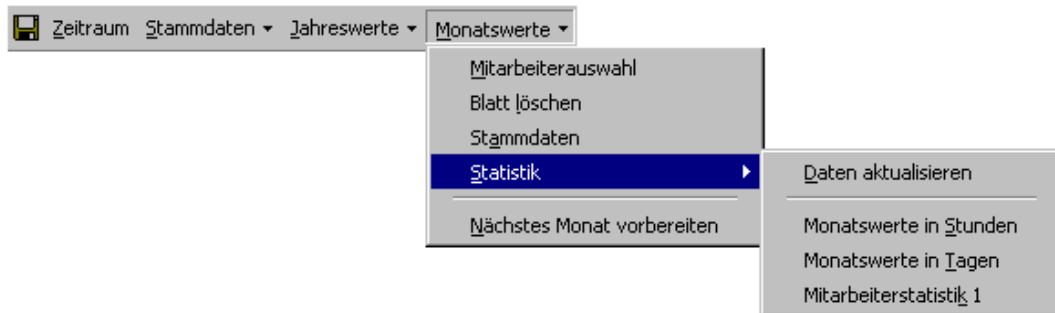 Zeitraum Stammdaten Jahreswerte Monatswerte
Mitarbeiterauswahl
Blatt löschen
Stammdaten
Statistik
Nächstes Monat vorbereiten
Daten aktualisieren
Monatswerte in Stunden
Monatswerte in Tagen
Mitarbeiterstatistik 1